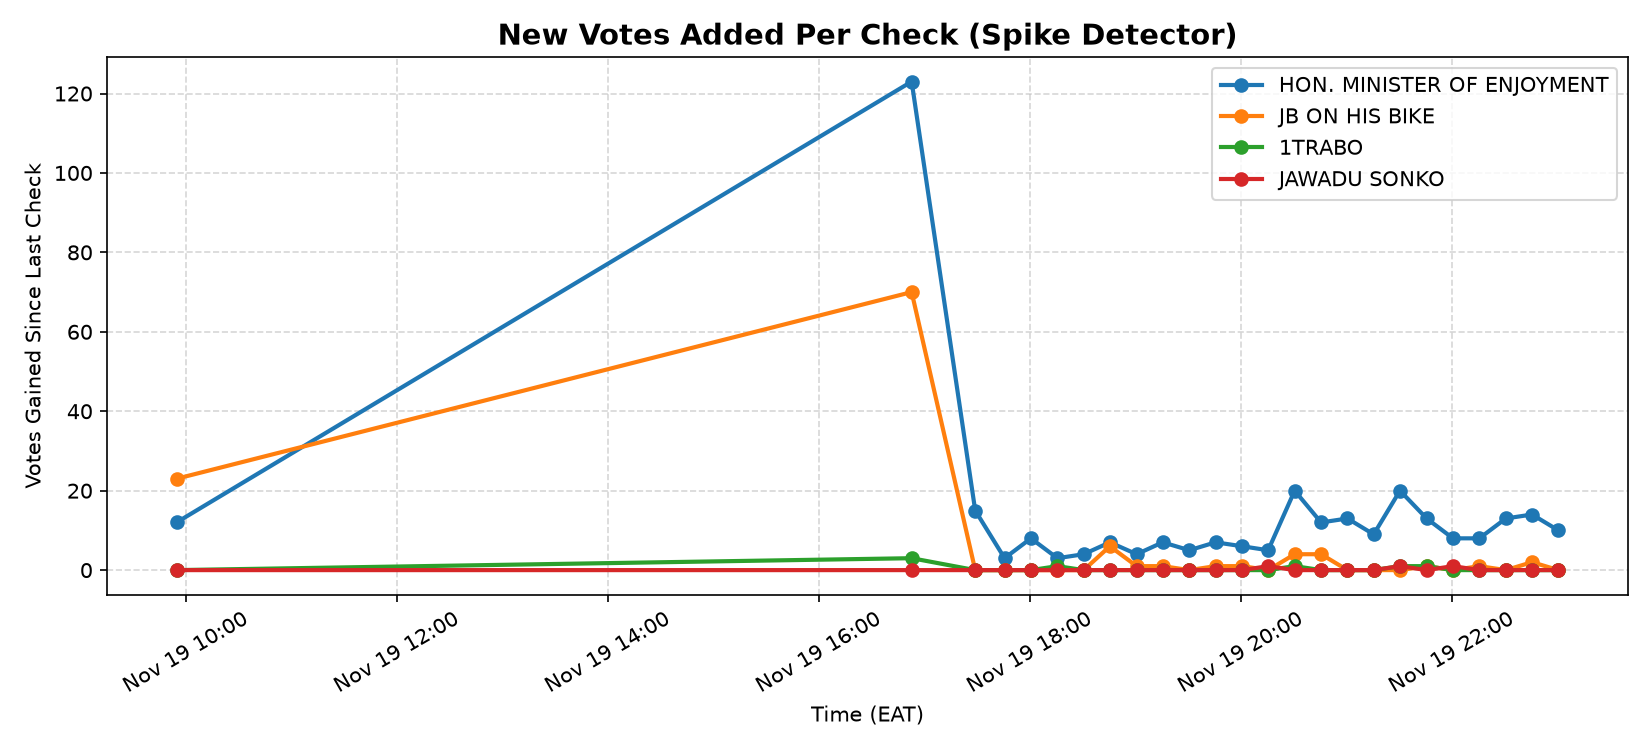 New Votes Added Per Check (Spike Detector)
HON. MINISTER OF ENJOYMENT
JB ON HIS BIKE
1TRABO
JAWADU SONKO
Votes Gained Since Last Check
120
100
80
60
40
20
0
Nov 19 10:00
Nov 19 12:00
Nov 19 14:00
Nov 19 16:00
Nov 19 18:00
Nov 19 20:00
Nov 19 22:00
Time (EAT)